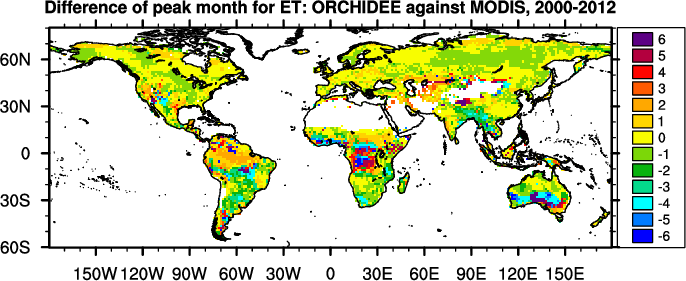 Difference of peak month for ET: ORCHIDEE against MODIS, 2000-2012
60N
30N
0
30S
60S
150W 120W 90W 60W 30W 0 30E 60E 90E 120E 150E
6
5
4
3
2
1
0
-1
-2
-3
-4
-5
-6